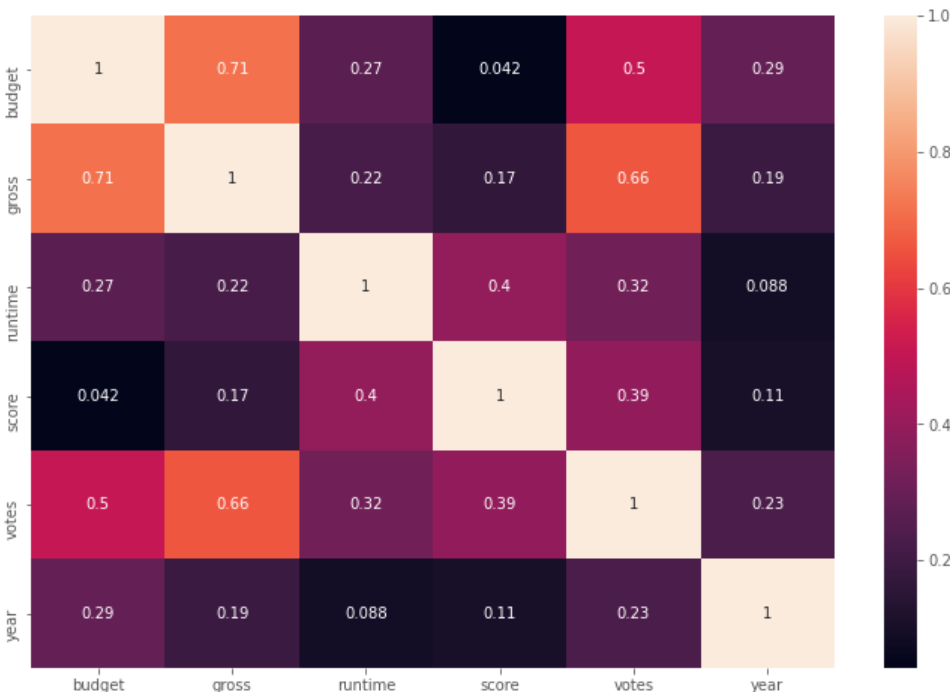 1.0
budget 1 0.71 0.27 0.042 0.5 0.29
0.8
gross 0.71 1 0.22 0.17 0.66 0.19
0.6
runtime 0.27 0.22 1 0.4 0.32 0.088
score 0.042 0.17 0.4 1 0.39 0.11
0.4
votes 0.5 0.66 0.32 0.39 1 0.23
0.2
year 0.29 0.19 0.088 0.11 0.23 1
budget gross runtime score votes year